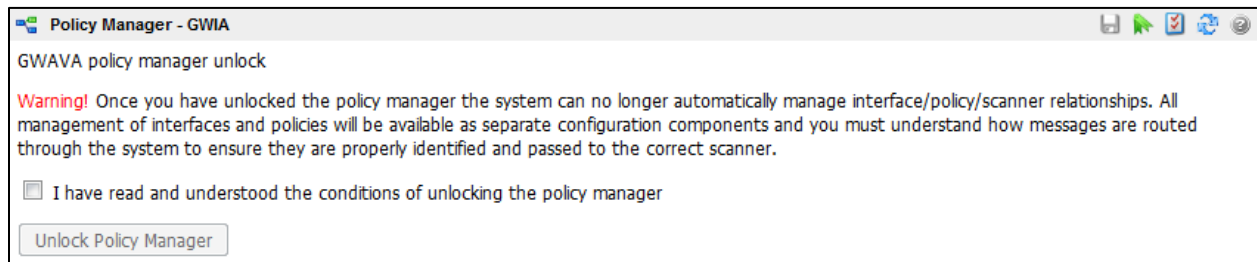 Policy Manager - GWIA
GWAVA policy manager unlock
Warning! Once you have unlocked the policy manager the system can no longer automatically manage interface/policy/scanner relationships. All
management of interfaces and policies will be available as separate configuration components and you must understand how messages are routed
through the system to ensure they are properly identified and passed to the correct scanner.
I have read and understood the conditions of unlocking the policy manager
Unlock Policy Manager